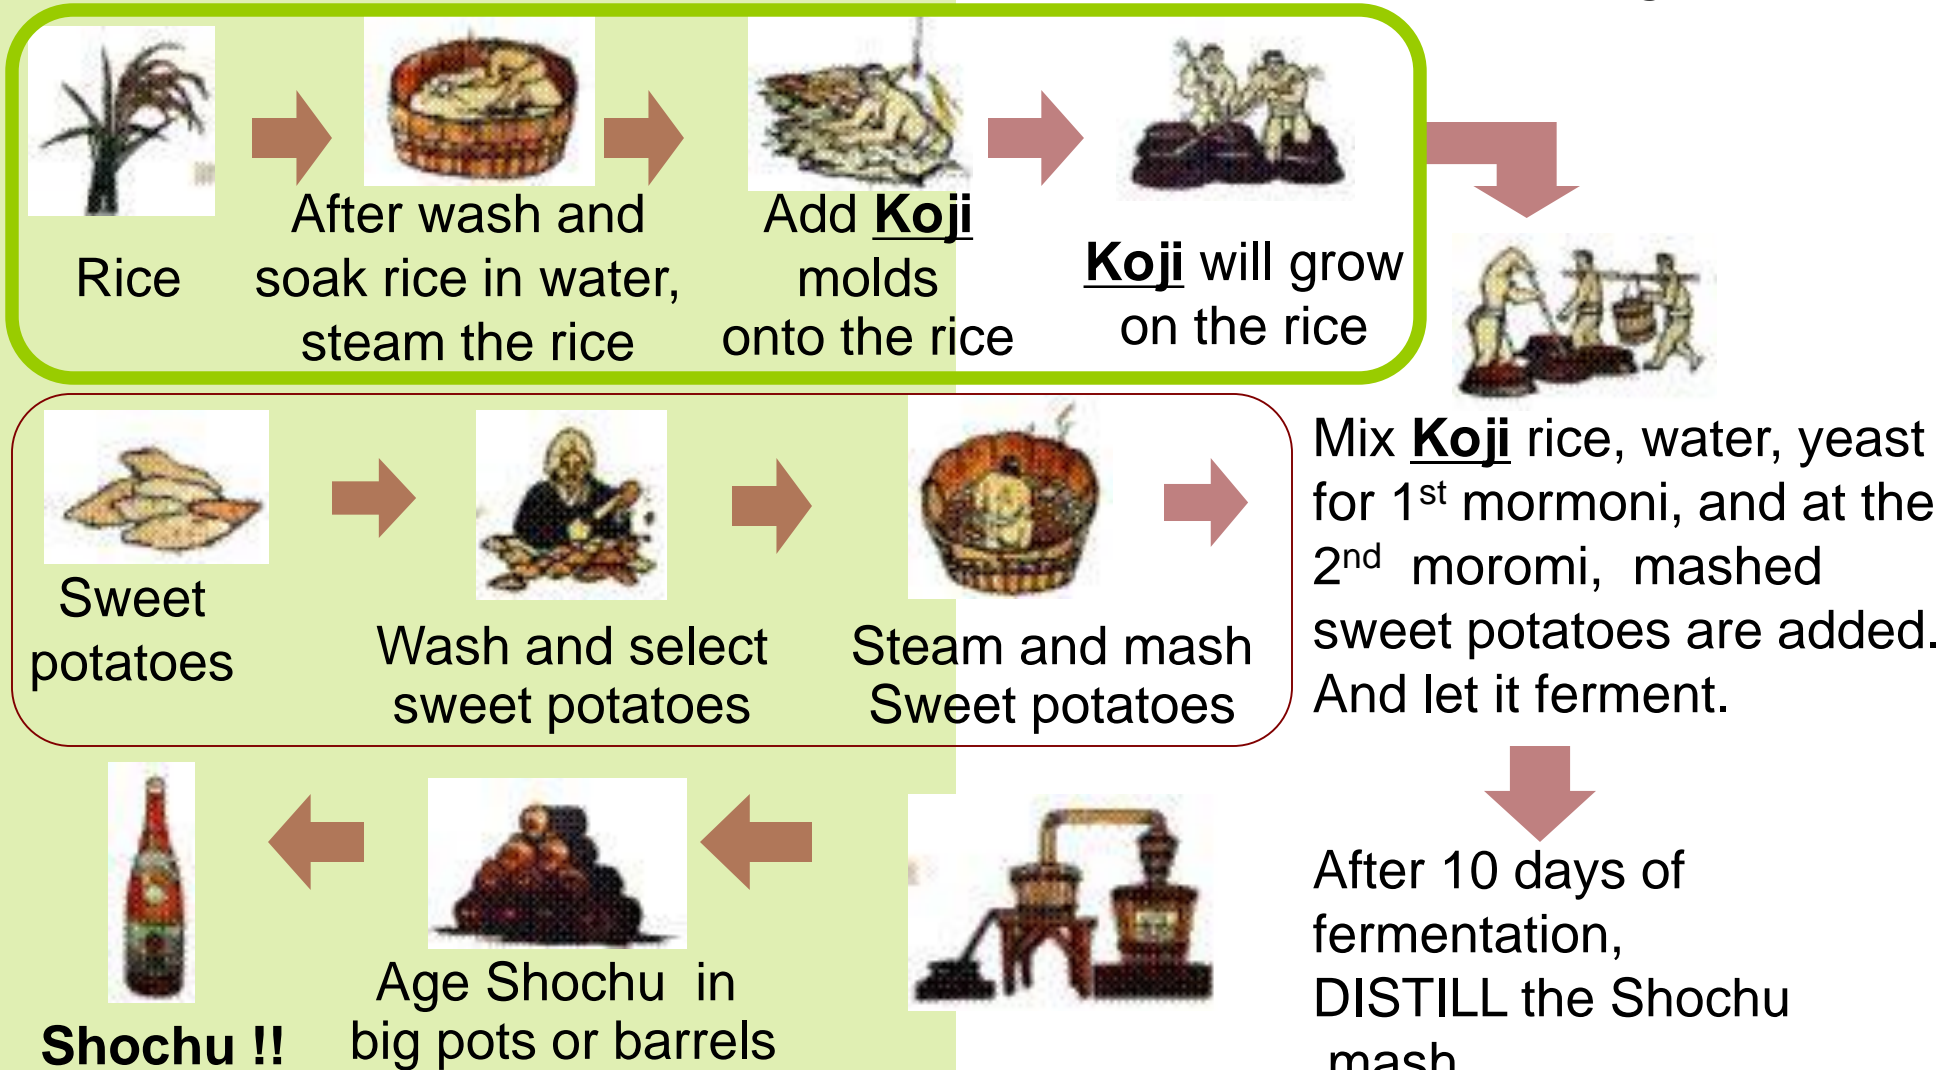 Rice
After wash and
soak rice in water,
steam the rice
Add Koji
molds
onto the rice
Koji will grow
on the rice
Sweet
potatoes
Wash and select
sweet potatoes
Steam and mash
Sweet potatoes
Mix Koji rice, water, yeast
for 1st mormoni, and at the
2nd moromi, mashed
sweet potatoes are added.
And let it ferment.
After 10 days of
fermentation,
DISTILL the Shochu
mash
Age Shochu in
big pots or barrels
Shochu !!